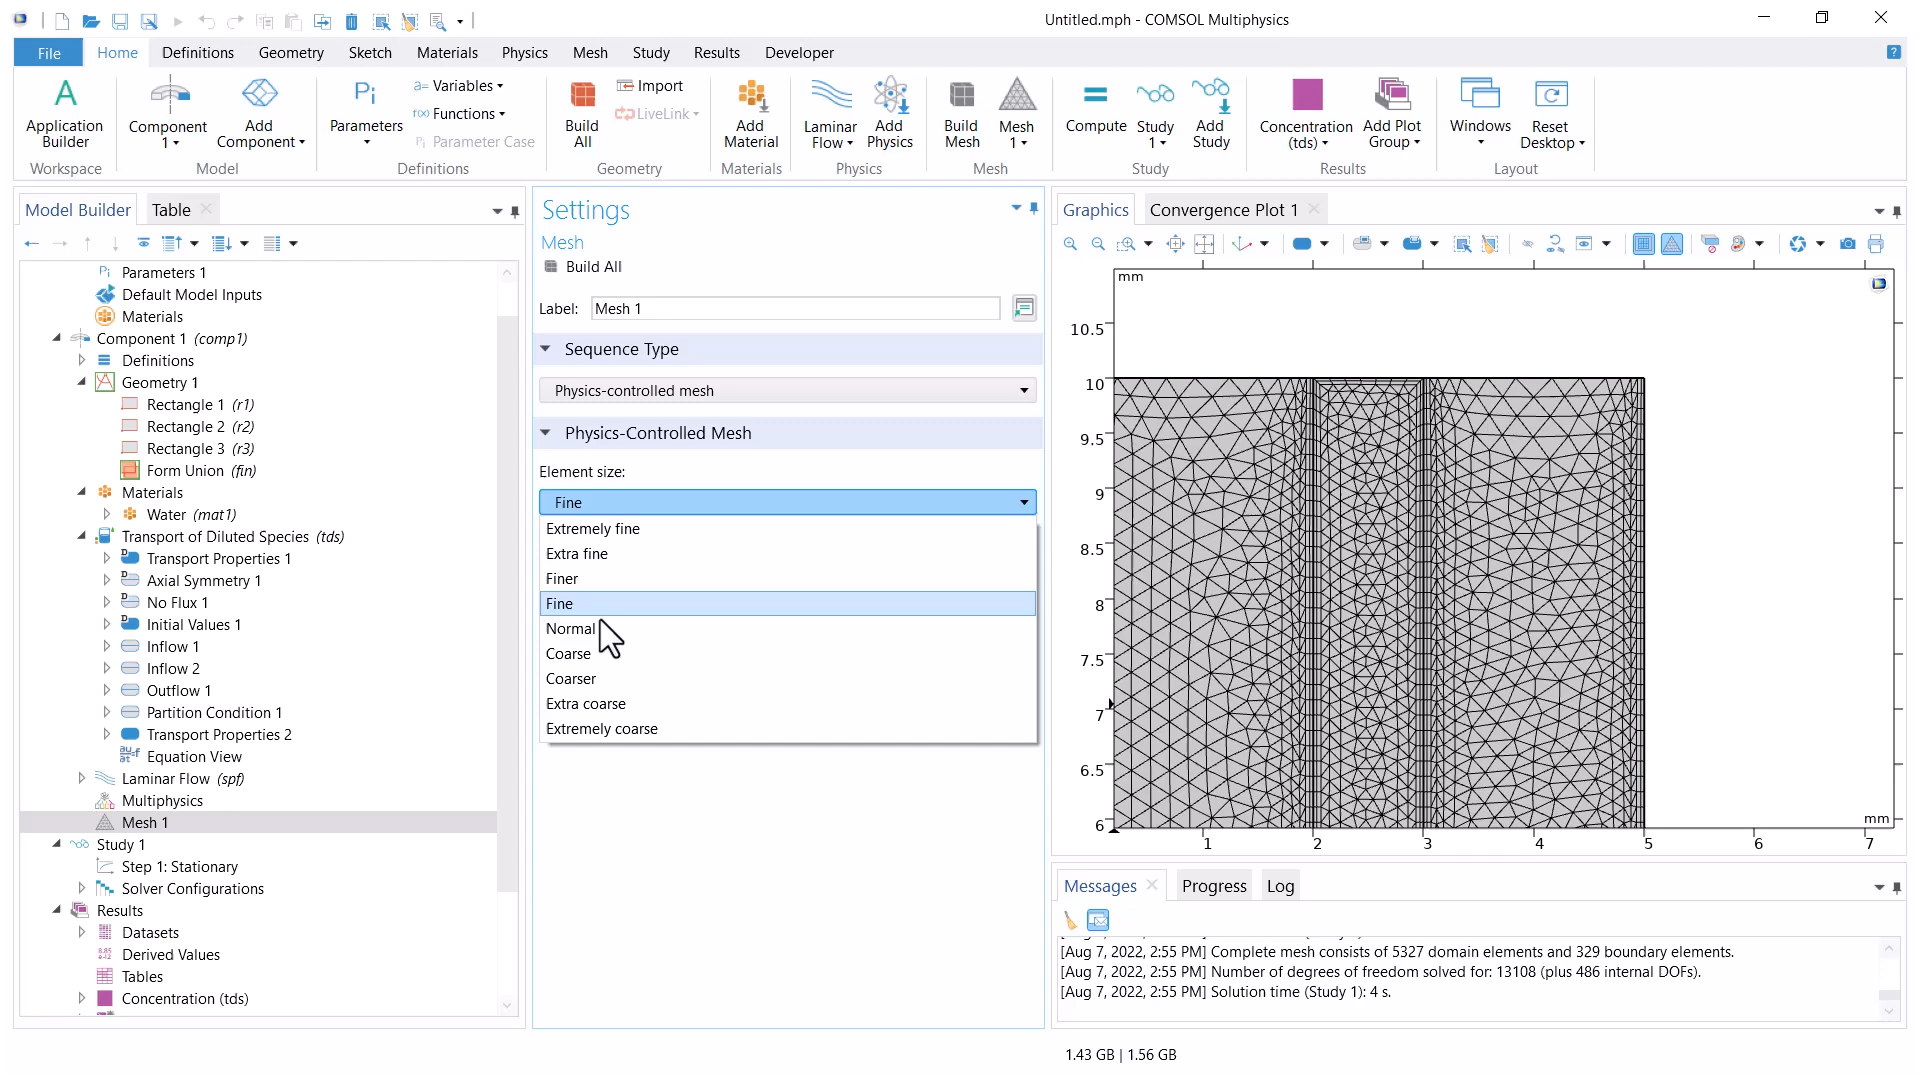 Untitled.mph - COMSOL Multiphysics
File
Home
Definitions
Geometry
Sketch
Materials
Physics
Mesh
Study
Results
Developer
?
A
Application
Builder
Workspace
Component
1
Add
Component
Model
Pi
Parameters
a= Variables
f(x) Functions
Pi Parameter Case
Definitions
Build
All
Import
LiveLink
Geometry
Add
Material
Materials
Laminar
Flow
Add
Physics
Physics
Build
Mesh
Mesh
1
Mesh
Compute
Study
1
Add
Study
Study
Concentration
(tds)
Add Plot
Group
Results
Windows
Reset
Desktop
Layout
Model Builder
Table
Pi Parameters 1
Default Model Inputs
Materials
Component 1 (comp1)
Definitions
Geometry 1
Rectangle 1 (r1)
Rectangle 2 (r2)
Rectangle 3 (r3)
Form Union (fin)
Materials
Water (mat1)
Transport of Diluted Species (tds)
D Transport Properties 1
D Axial Symmetry 1
D No Flux 1
D Initial Values 1
Inflow 1
Inflow 2
Outflow 1
Partition Condition 1
Transport Properties 2
Equation View
Laminar Flow (spf)
Multiphysics
Mesh 1
Study 1
Step 1: Stationary
Solver Configurations
Results
Datasets
8.85
e-12 Derived Values
Tables
Concentration (tds)
Settings
Mesh
Build All
Label: Mesh 1
Sequence Type
Physics-controlled mesh
Physics-Controlled Mesh
Element size:
Fine
Extremely fine
Extra fine
Finer
Fine
Normal
Coarse
Coarser
Extra coarse
Extremely coarse
Graphics
Convergence Plot 1
mm
10.5
10
9.5
9
8.5
8
7.5
7
6.5
6
mm
1 2 3 4 5 6 7
Messages
Progress
Log
[Aug 7, 2022, 2:55 PM] Complete mesh consists of 5327 domain elements and 329 boundary elements.
[Aug 7, 2022, 2:55 PM] Number of degrees of freedom solved for: 13108 (plus 486 internal DOFs).
[Aug 7, 2022, 2:55 PM] Solution time (Study 1): 4 s.
1.43 GB | 1.56 GB